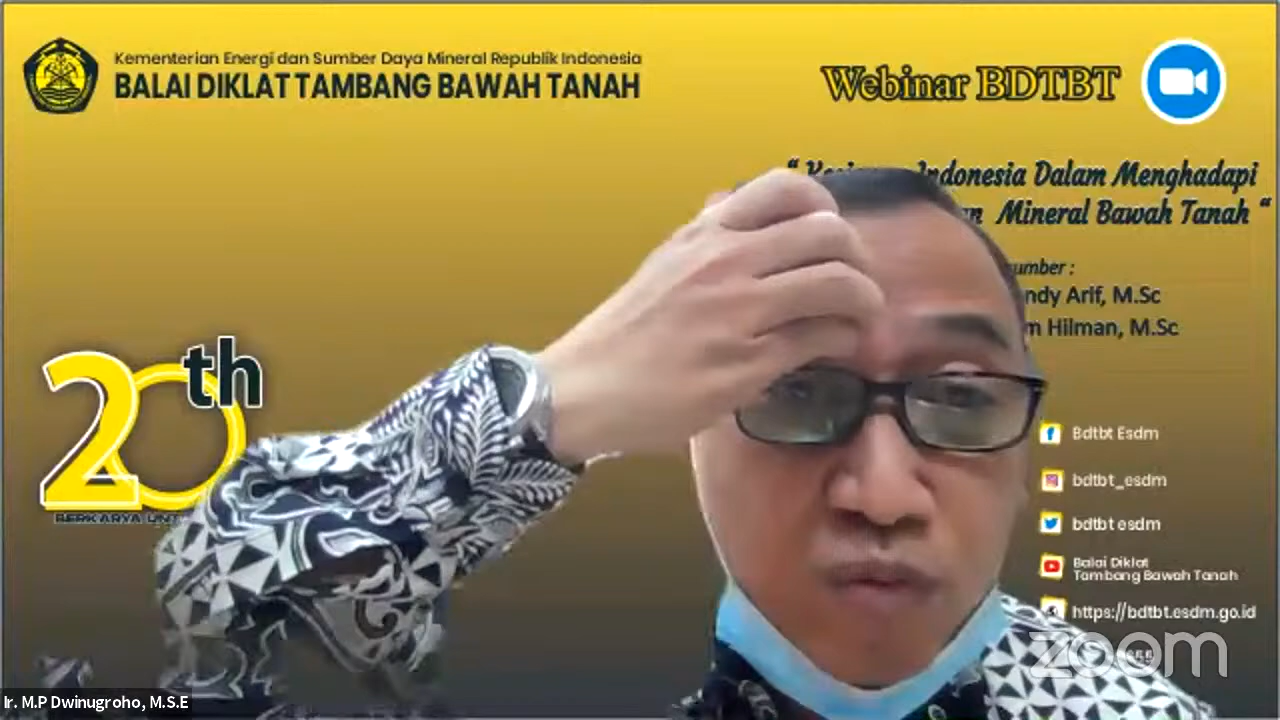 Kementerian Energi dan Sumber Daya Mineral Republik Indonesia
BALAI DIKLAT TAMBANG BAWAH TANAH
Webinar BDTBT
“ Indonesia Dalam Menghadapi
Mineral Bawah Tanah “
20th
BERKARYA
Arif, M.Sc
Hilman, M.Sc
Bdtbt Esdm
bdtbt_esdm
bdtbt esdm
Balai Diklat
Tambang Bawah Tanah
https://bdtbt.esdm.go.id
zoom
Ir. M.P Dwinugroho, M.S.E